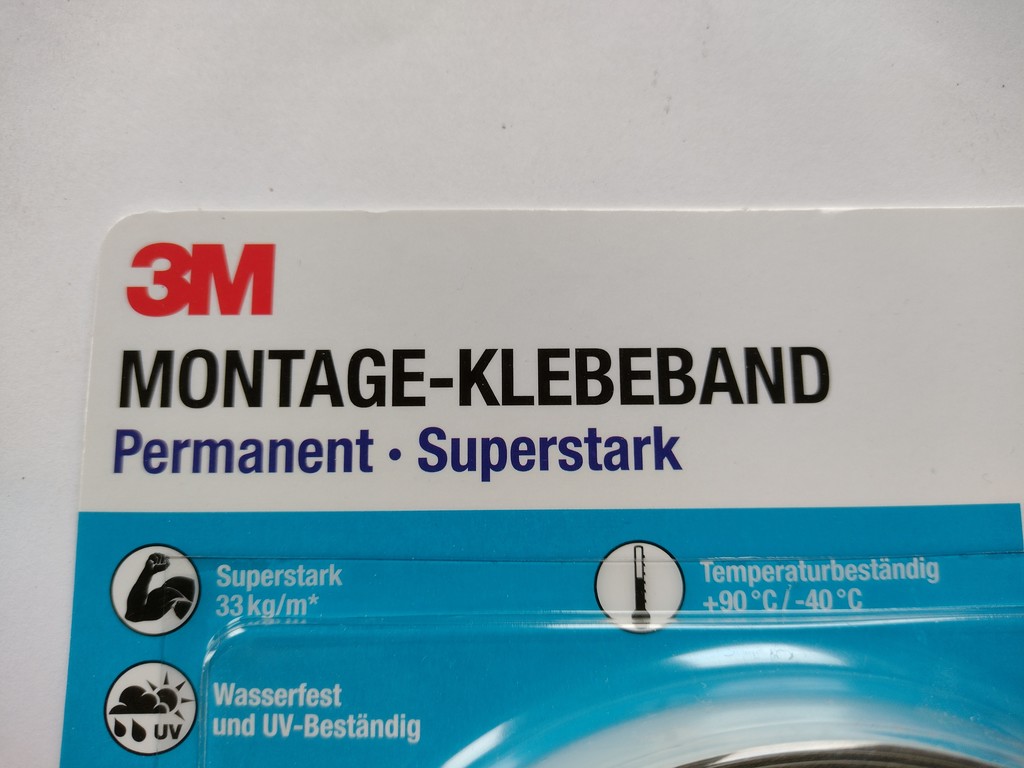 3M
MONTAGE-KLEBEBAND
Permanent · Superstark
Superstark
33 kg/m*
Temperaturbeständig
+90 °C / -40 °C
UV
Wasserfest
und UV-Beständig